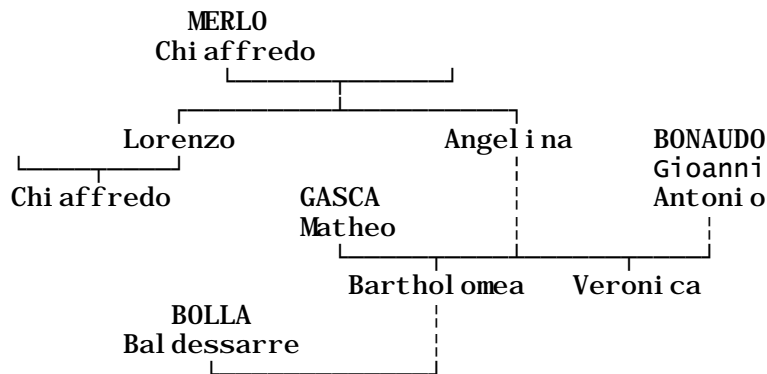 MERLO
Chiaffredo
Lorenzo Angelina BONAUDO
Gioanni
Chiaffredo GASCA Antonio
Matheo
Bartholomea Veronica
BOLLA
Baldessarre